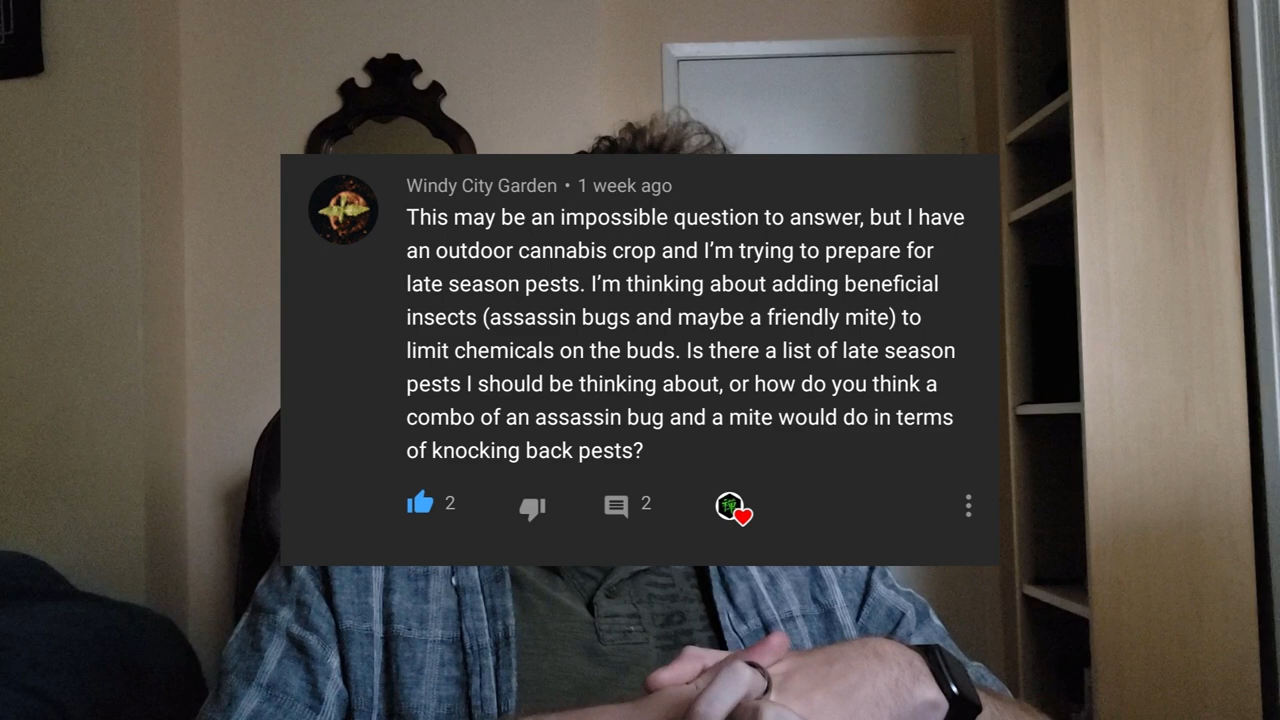 Windy City Garden • 1 week ago
This may be an impossible question to answer, but I have
an outdoor cannabis crop and I’m trying to prepare for
late season pests. I’m thinking about adding beneficial
insects (assassin bugs and maybe a friendly mite) to
limit chemicals on the buds. Is there a list of late season
pests I should be thinking about, or how do you think a
combo of an assassin bug and a mite would do in terms
of knocking back pests?
2
2